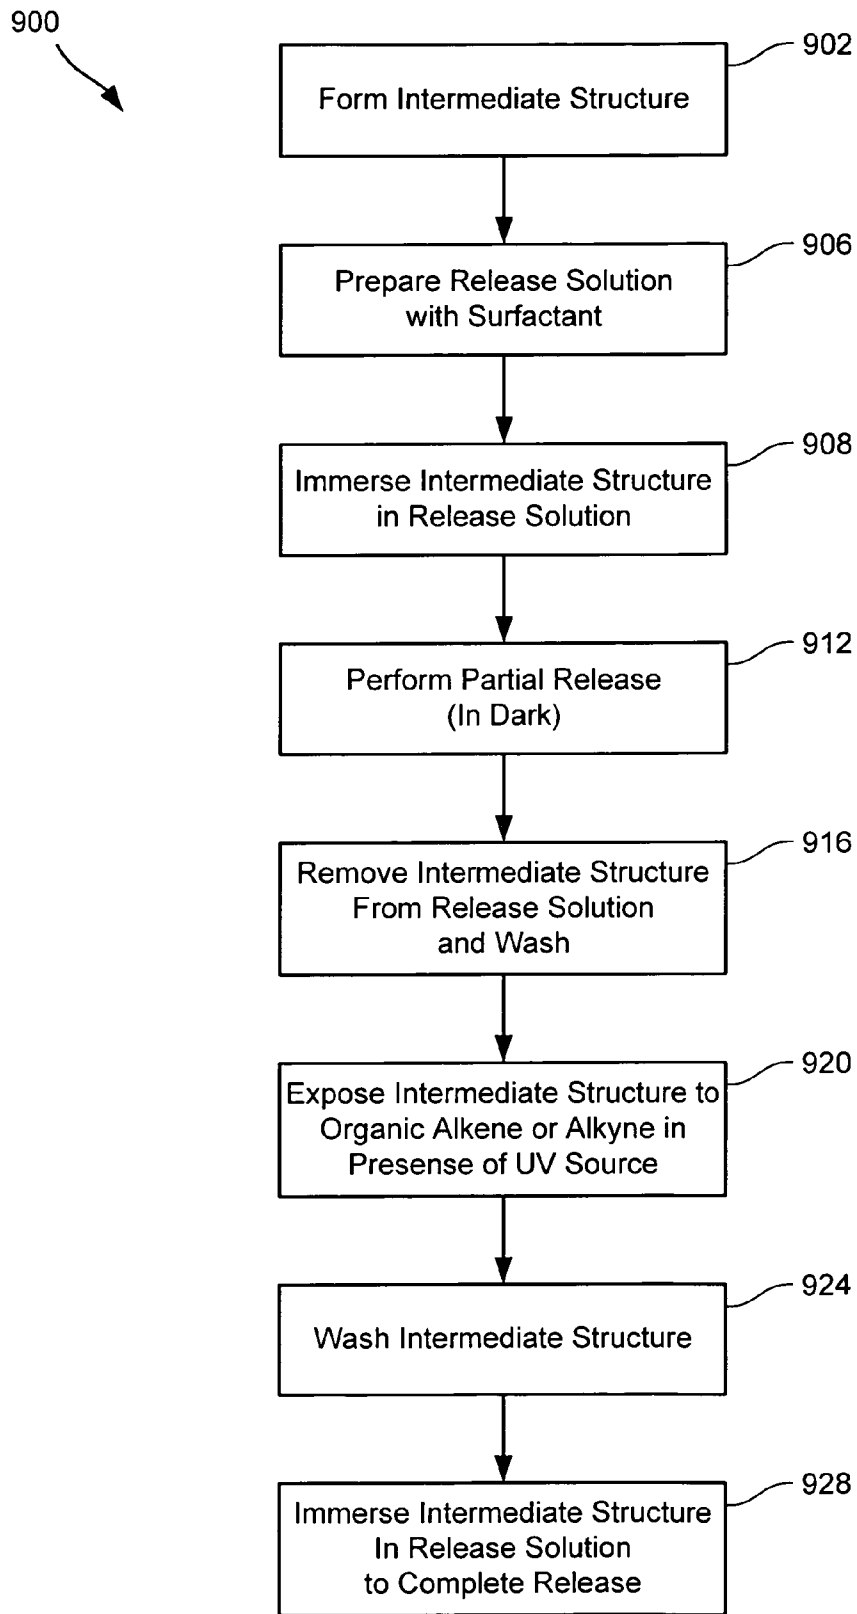 900
902
Form Intermediate Structure
906
Prepare Release Solution
with Surfactant
908
Immerse Intermediate Structure
in Release Solution
912
Perform Partial Release
(In Dark)
916
Remove Intermediate Structure
From Release Solution
and Wash
920
Expose Intermediate Structure to
Organic Alkene or Alkyne in
Presense of UV Source
924
Wash Intermediate Structure
928
Immerse Intermediate Structure
In Release Solution
to Complete Release